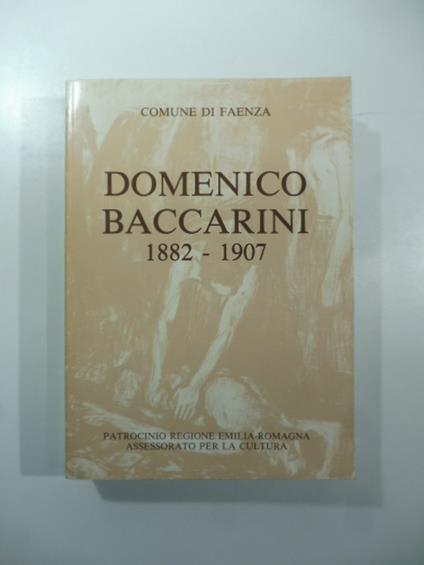 COMUNE DI FAENZA
DOMENICO
BACCARINI
1882 - 1907
PATROCINIO REGIONE EMILIA-ROMAGNA
ASSESSORATO PER LA CULTURA